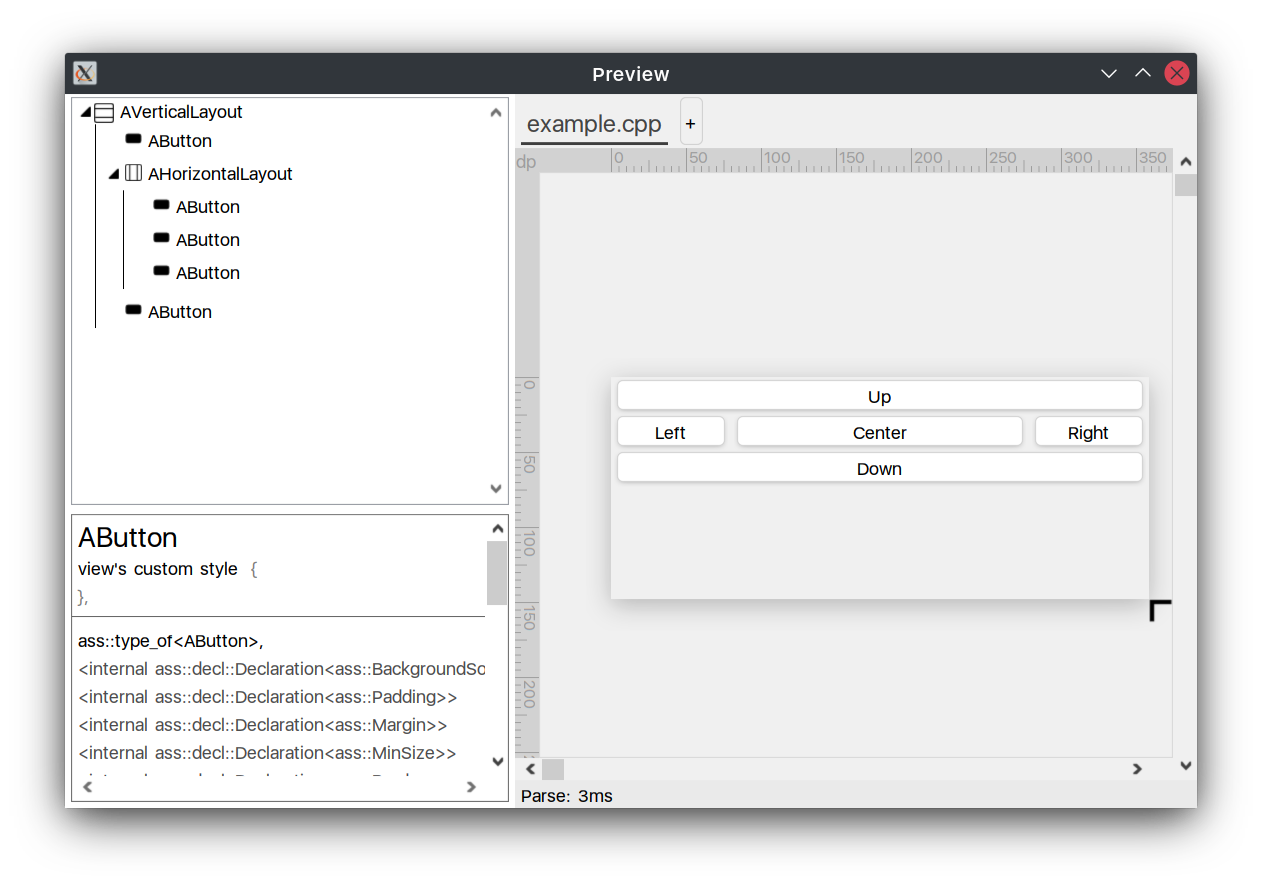 Preview
AVerticalLayout
AButton
AHorizontalLayout
AButton
AButton
AButton
AButton
AButton
view's custom style {
},
ass::type_of<AButton>,
<internal ass::decl::Declaration<ass::BackgroundSo
<internal ass::decl::Declaration<ass::Padding>>
<internal ass::decl::Declaration<ass::Margin>>
<internal ass::decl::Declaration<ass::MinSize>>
example.cpp +
dp 0 50 100 150 200 250 300 350
0
50
100
150
200
Up
Left Center Right
Down
Parse: 3ms